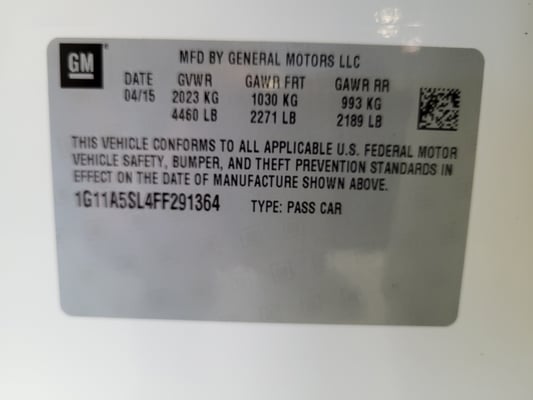 GM® MFD BY GENERAL MOTORS LLC
DATE GVWR GAWR FRT GAWR RR
04/15 2023 KG 1030 KG 993 KG
4460 LB 2271 LB 2189 LB
THIS VEHICLE CONFORMS TO ALL APPLICABLE U.S. FEDERAL MOTOR
VEHICLE SAFETY, BUMPER, AND THEFT PREVENTION STANDARDS IN
EFFECT ON THE DATE OF MANUFACTURE SHOWN ABOVE.
1G11A5SL4FF291364 TYPE: PASS CAR